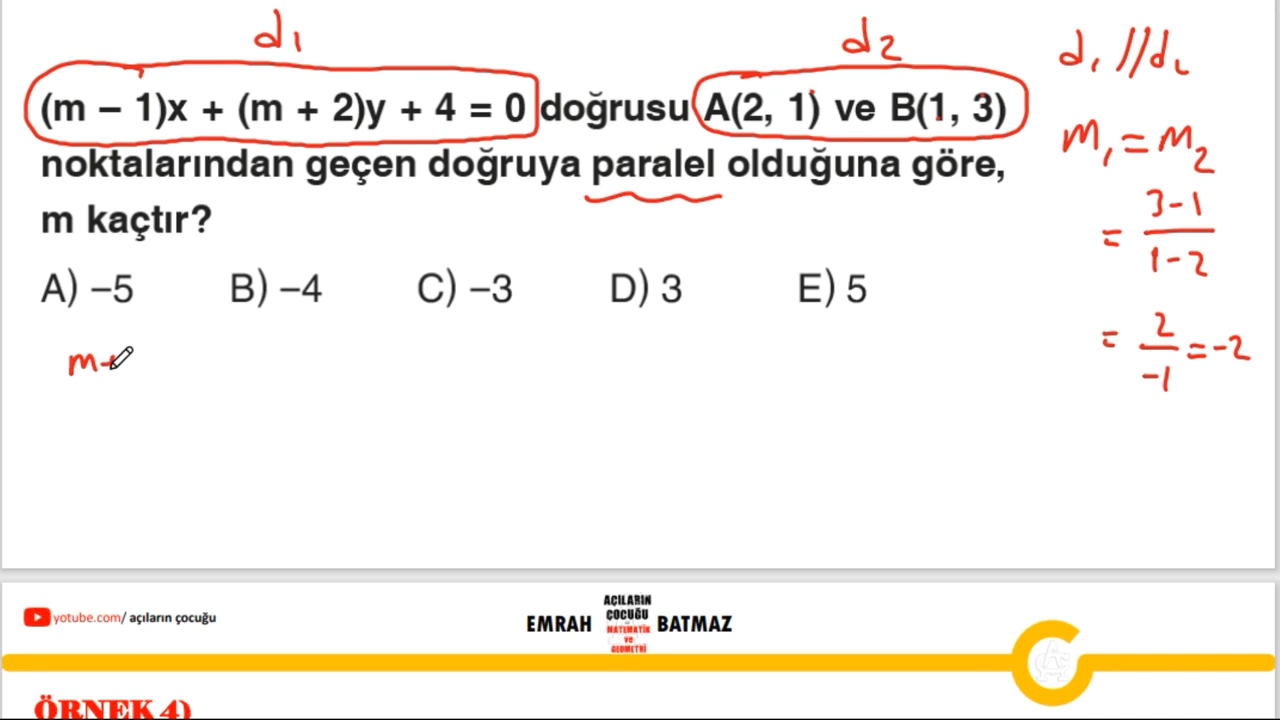 d₁
d₂
d₁ // d₂
(m – 1)x + (m + 2)y + 4 = 0 doğrusu A(2, 1) ve B(1, 3)
noktalarından geçen doğruya paralel olduğuna göre,
m kaçtır?
m₁ = m₂
= 3-1 / 1-2
= 2 / -1 = -2
A) –5 B) –4 C) –3 D) 3 E) 5
m-
yotube.com/ açıların çocuğu
EMRAH
AÇILARIN
ÇOCUĞU
MATEMATİK
ve
GEOMETRİ
BATMAZ
ÖRNEK 4)